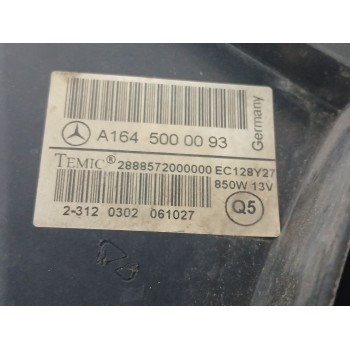 A164 500 00 93
Germany
TEMIC® 2888572000000 EC128Y27
850W 13V
2-312 0302 061027
Q5